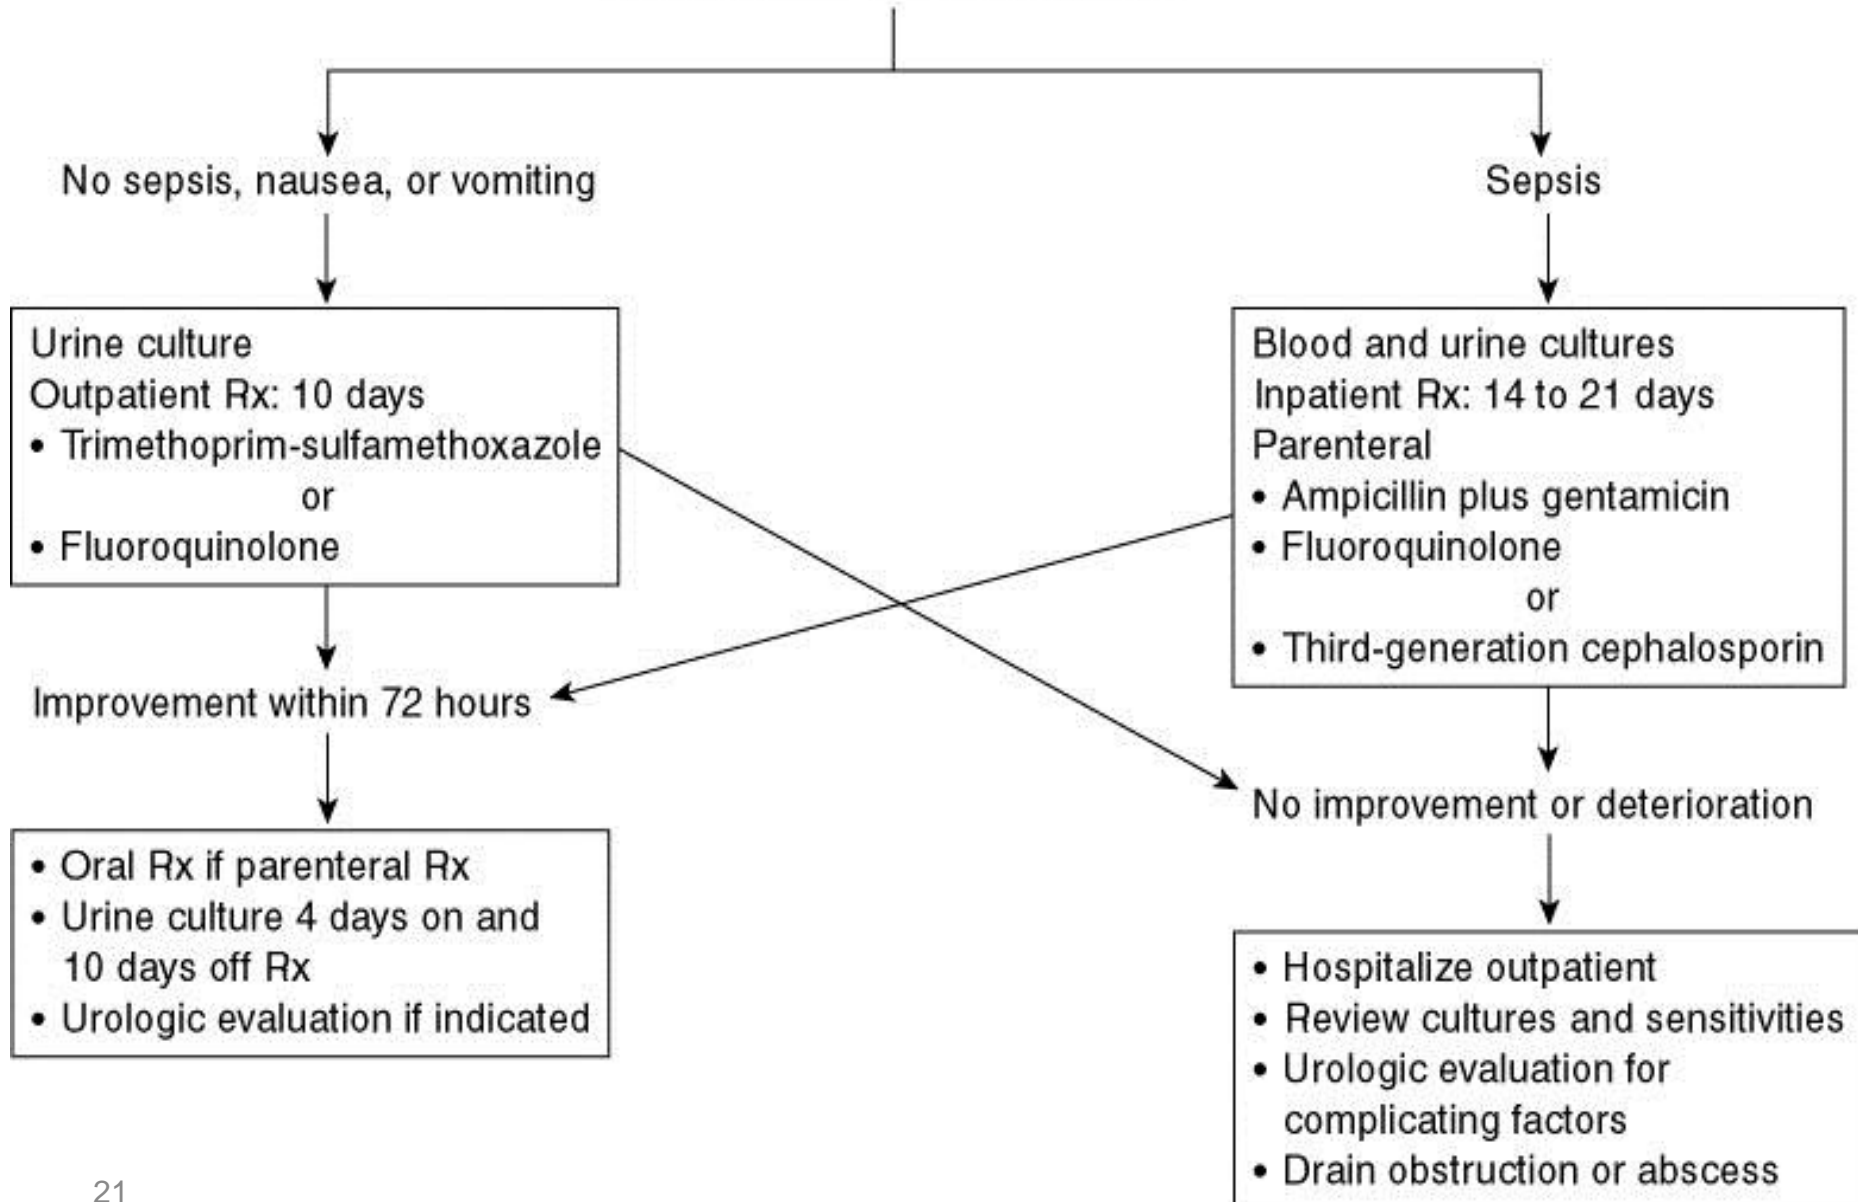 No sepsis, nausea, or vomiting
Sepsis
Urine culture
Outpatient Rx: 10 days
• Trimethoprim-sulfamethoxazole
or
• Fluoroquinolone
Blood and urine cultures
Inpatient Rx: 14 to 21 days
Parenteral
• Ampicillin plus gentamicin
• Fluoroquinolone
or
• Third-generation cephalosporin
Improvement within 72 hours
No improvement or deterioration
• Oral Rx if parenteral Rx
• Urine culture 4 days on and
10 days off Rx
• Urologic evaluation if indicated
• Hospitalize outpatient
• Review cultures and sensitivities
• Urologic evaluation for
complicating factors
• Drain obstruction or abscess
21